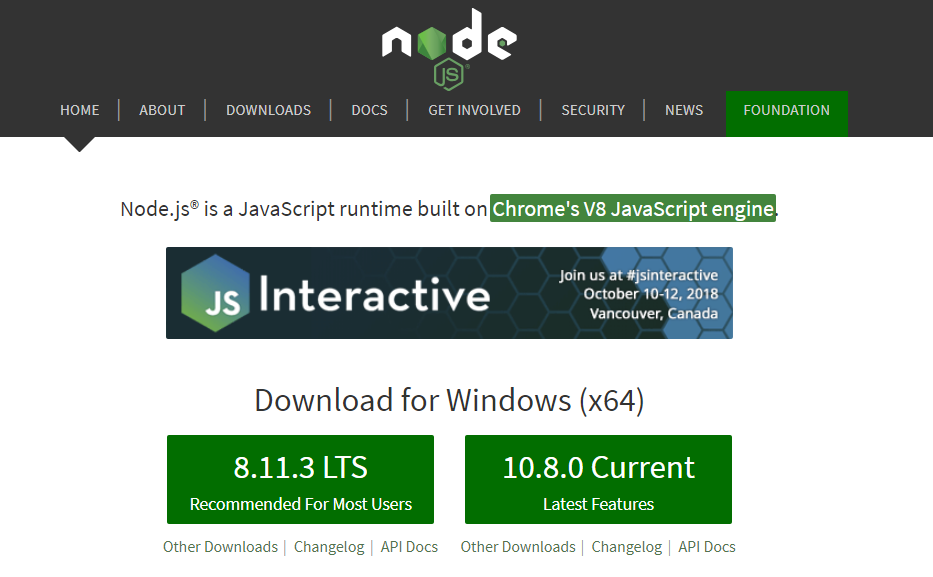 node
JS
HOME | ABOUT | DOWNLOADS | DOCS | GET INVOLVED | SECURITY | NEWS FOUNDATION
Node.js® is a JavaScript runtime built on Chrome's V8 JavaScript engine.
JS Interactive
Join us at #jsinteractive
October 10-12, 2018
Vancouver, Canada
Download for Windows (x64)
8.11.3 LTS
Recommended For Most Users
10.8.0 Current
Latest Features
Other Downloads | Changelog | API Docs
Other Downloads | Changelog | API Docs